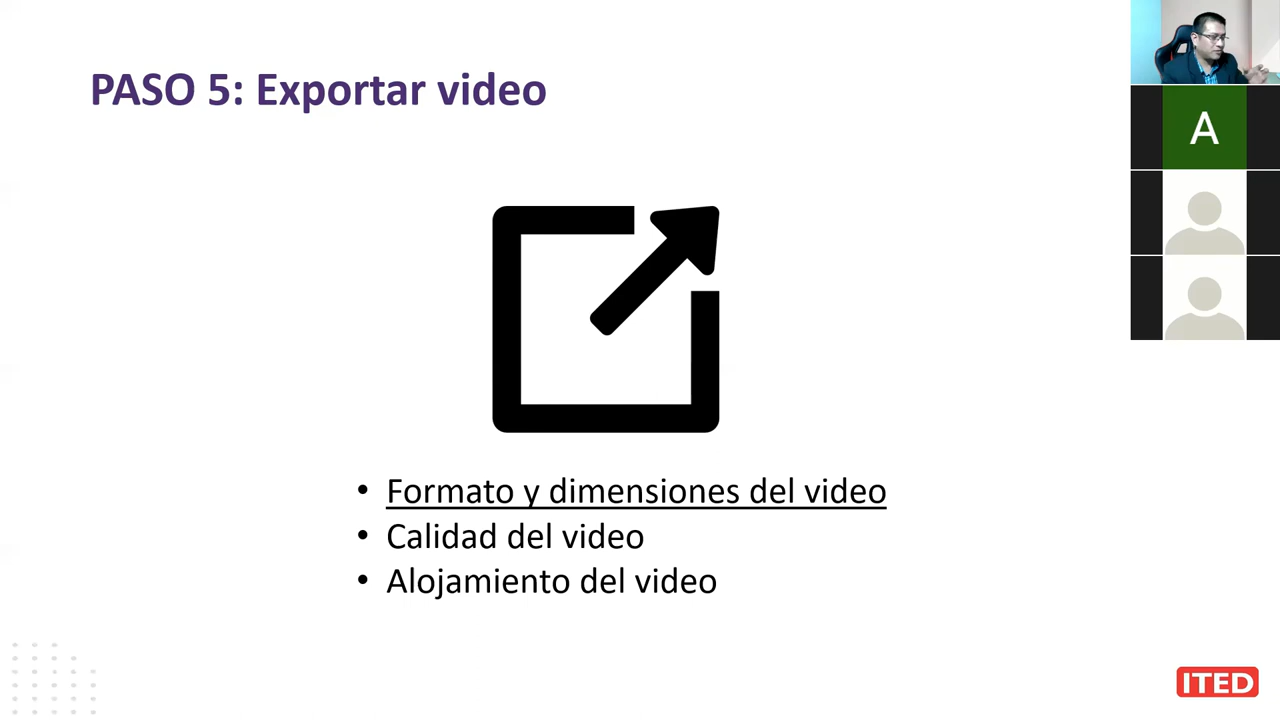 PASO 5: Exportar video
A
• Formato y dimensiones del video
• Calidad del video
• Alojamiento del video
ITED